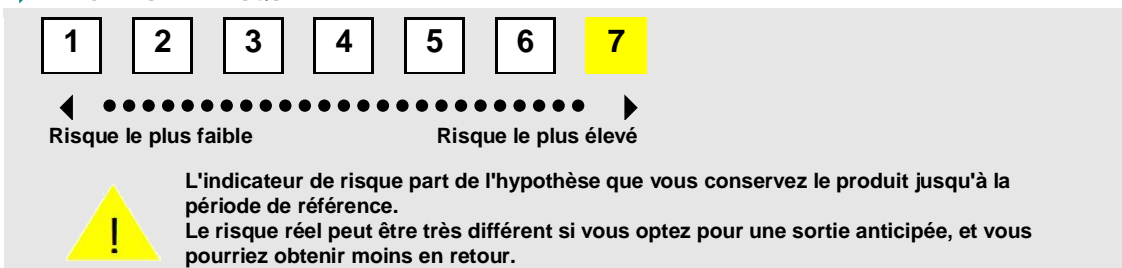 1 2 3 4 5 6 7
Risque le plus faible Risque le plus élevé
L'indicateur de risque part de l'hypothèse que vous conservez le produit jusqu'à la
période de référence.
Le risque réel peut être très différent si vous optez pour une sortie anticipée, et vous
! pourriez obtenir moins en retour.